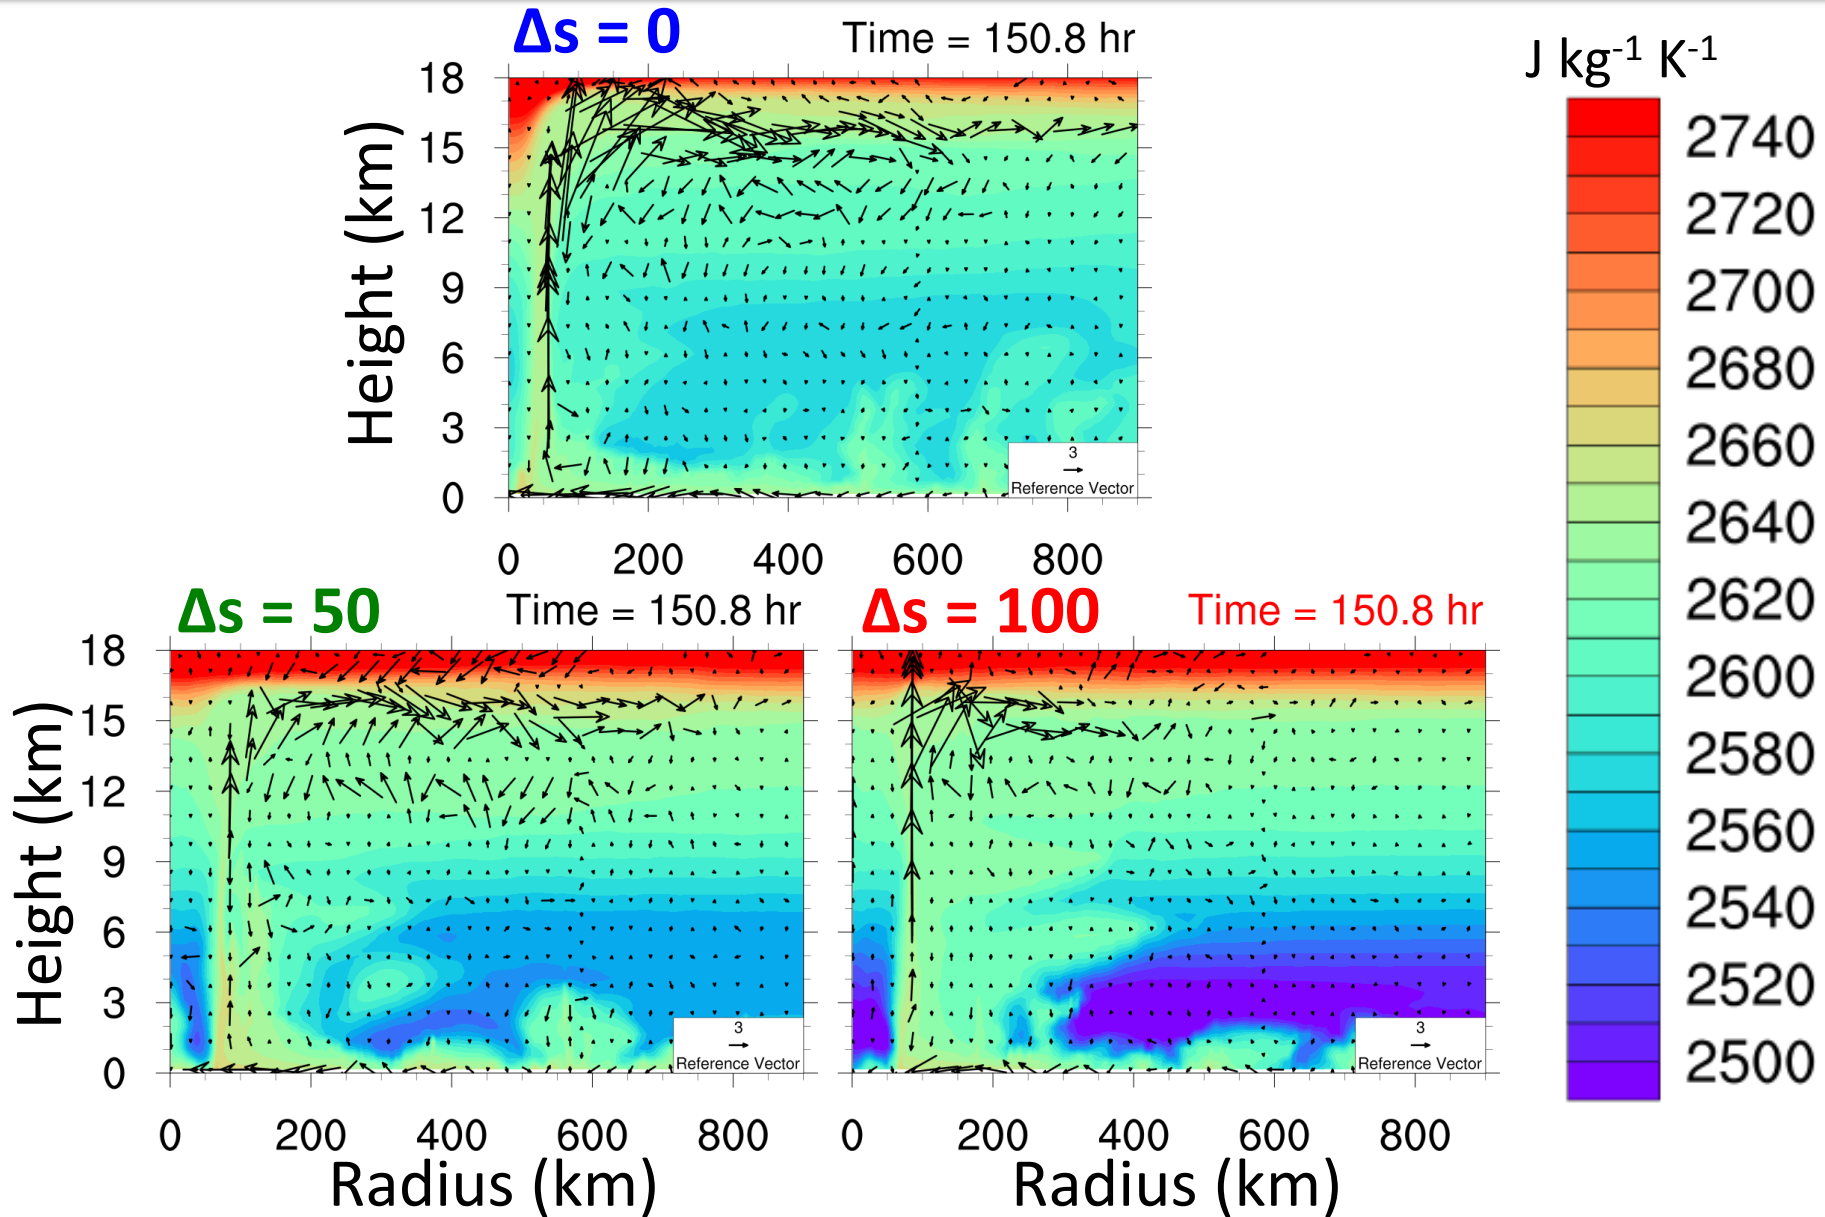 Δs = 0
Time = 150.8 hr
J kg-1 K-1
Height (km)
18
15
12
9
6
3
0
3
Reference Vector
0 200 400 600 800
Δs = 50
Time = 150.8 hr
Height (km)
18
15
12
9
6
3
0
3
Reference Vector
0 200 400 600 800
Radius (km)
Δs = 100
Time = 150.8 hr
3
Reference Vector
0 200 400 600 800
Radius (km)
2740
2720
2700
2680
2660
2640
2620
2600
2580
2560
2540
2520
2500